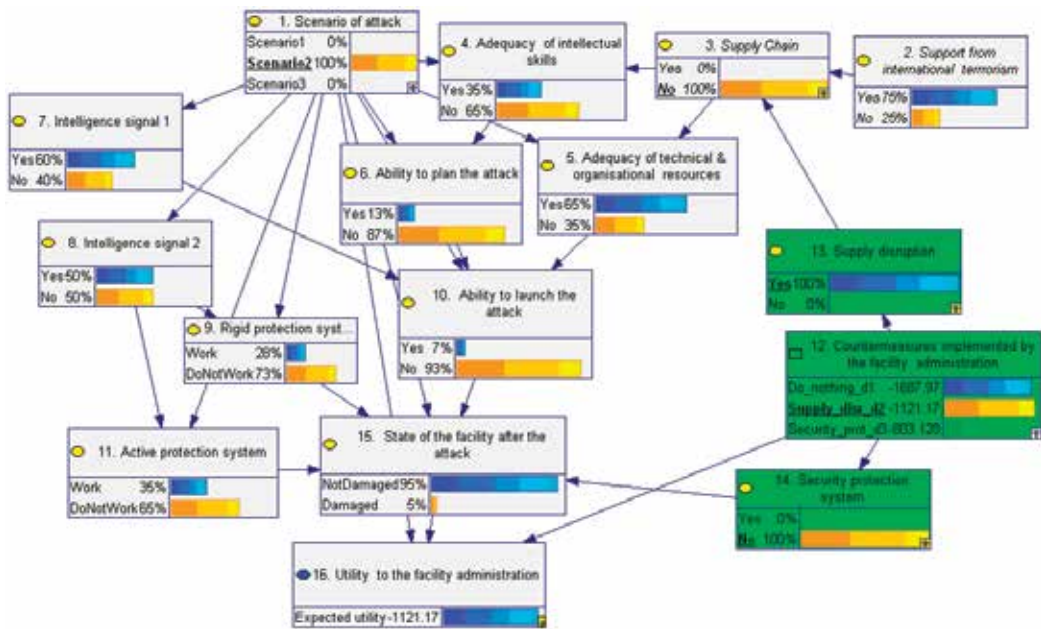 1. Scenario of attack
Scenario1 0%
Scenario2 100%
Scenario3 0%
4. Adequacy of intellectual
skills
Yes 35%
No 65%
3. Supply Chain
Yes 0%
No 100%
2. Support from
international terrorism
Yes 75%
No 25%
7. Intelligence signal 1
Yes 60%
No 40%
6. Ability to plan the attack
Yes 13%
No 87%
5. Adequacy of technical &
organisational resources
Yes 65%
No 35%
8. Intelligence signal 2
Yes 50%
No 50%
13. Supply disruption
Yes 100%
No 0%
10. Ability to launch the
attack
Yes 7%
No 93%
9. Rigid protection syst...
Work 28%
DoNotWork 73%
12. Countermeasures implemented by
the facility administration
Do_nothing_d1 -1687.97
Supply_disr_d2 -1121.17
Security_prot_d3 -803.128
11. Active protection system
Work 35%
DoNotWork 65%
15. State of the facility after the
attack
NotDamaged 95%
Damaged 5%
14. Security protection
system
Yes 0%
No 100%
16. Utility to the facility administration
Expected utility -1121.17